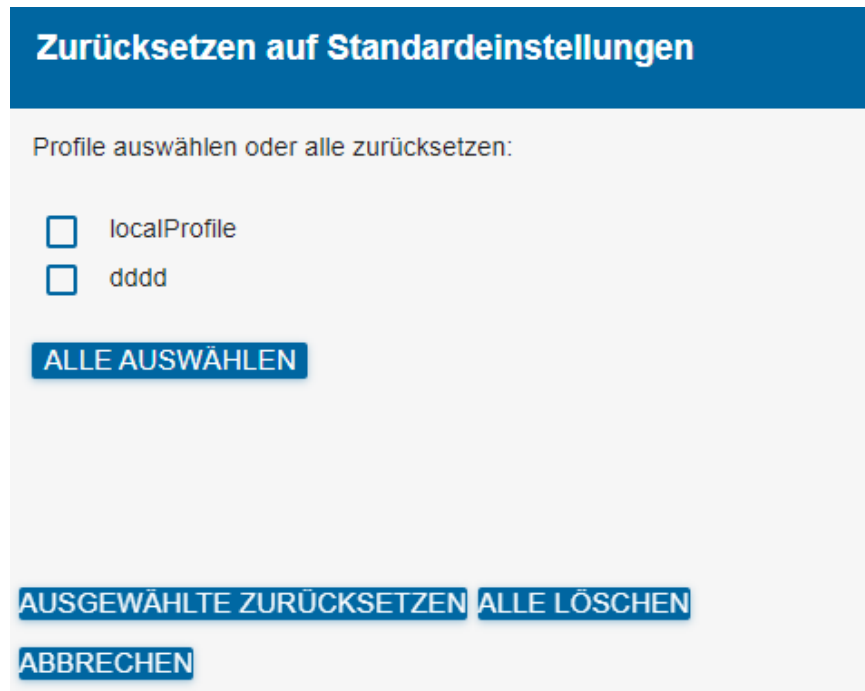 Zurücksetzen auf Standardeinstellungen
Profile auswählen oder alle zurücksetzen:
localProfile
dddd
ALLE AUSWÄHLEN
AUSGEWÄHLTE ZURÜCKSETZEN ALLE LÖSCHEN
ABBRECHEN